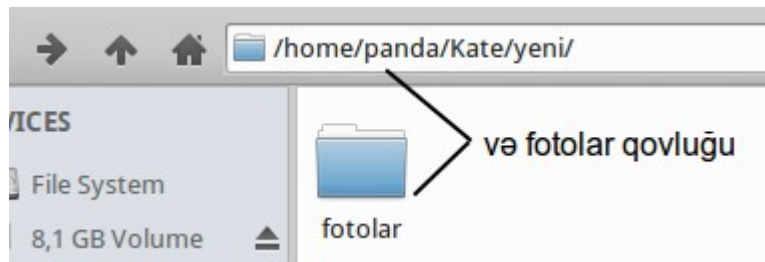 /home/panda/Kate/yeni/
VICES
və fotolar qovluğu
File System
fotolar
8,1 GB Volume